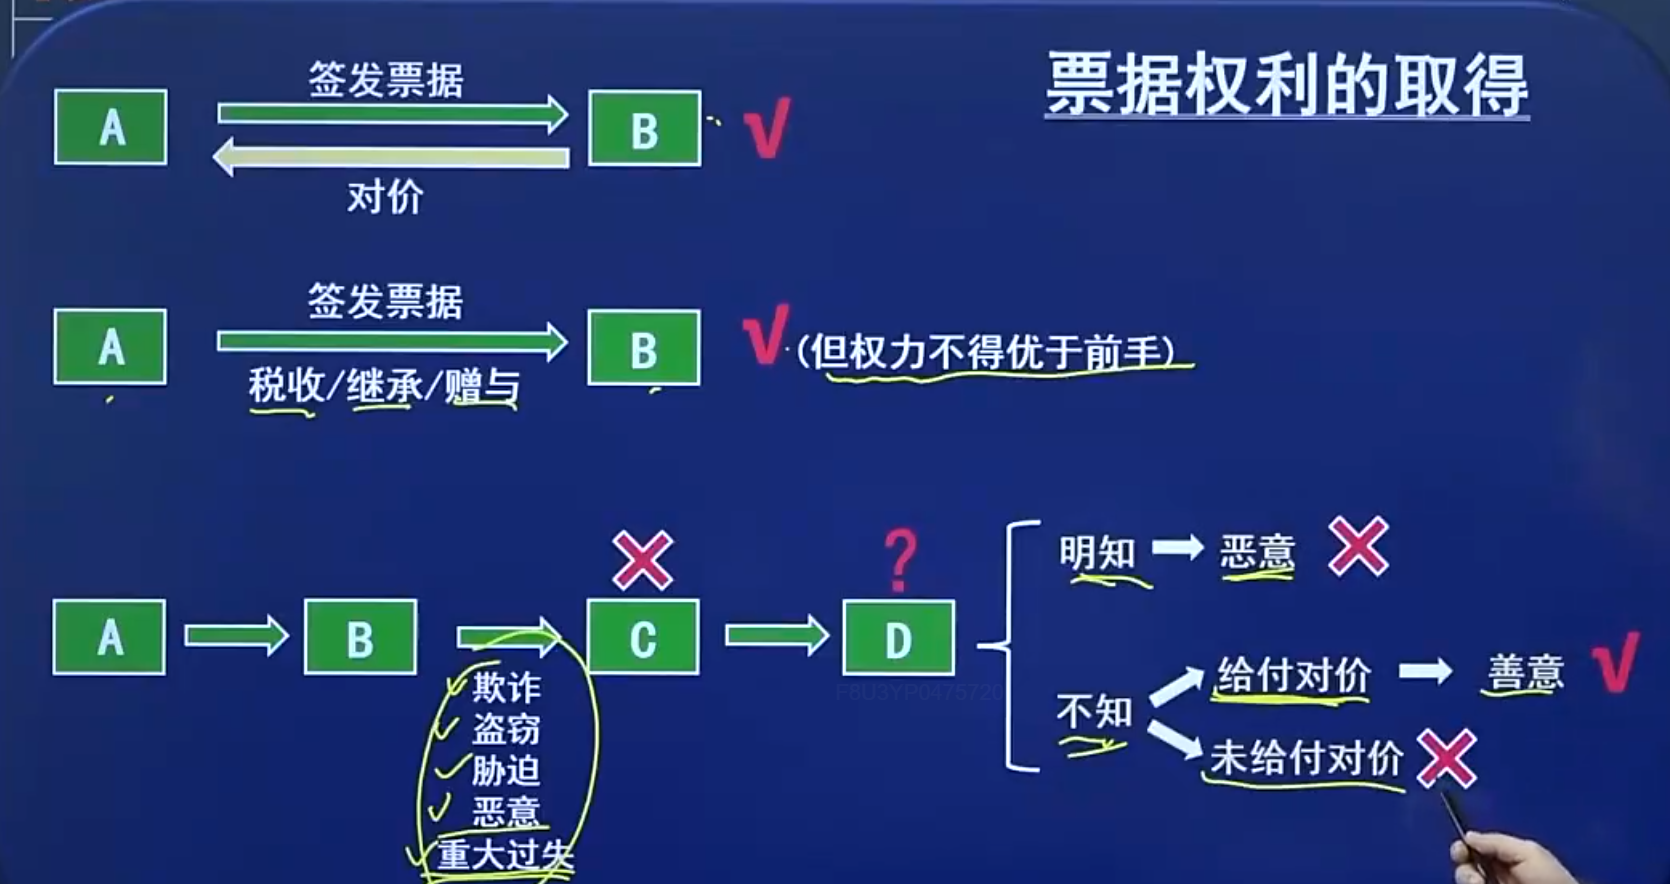 票据权利的取得
签发票据
A
B
√
对价
签发票据
A
B
√(但权力不得优于前手)
税收/继承/赠与
?
A
B
C
D
欺诈
盗窃
胁迫
恶意
重大过失
明知
恶意
不知
给付对价
善意
√
未给付对价
F8U3YP0475720